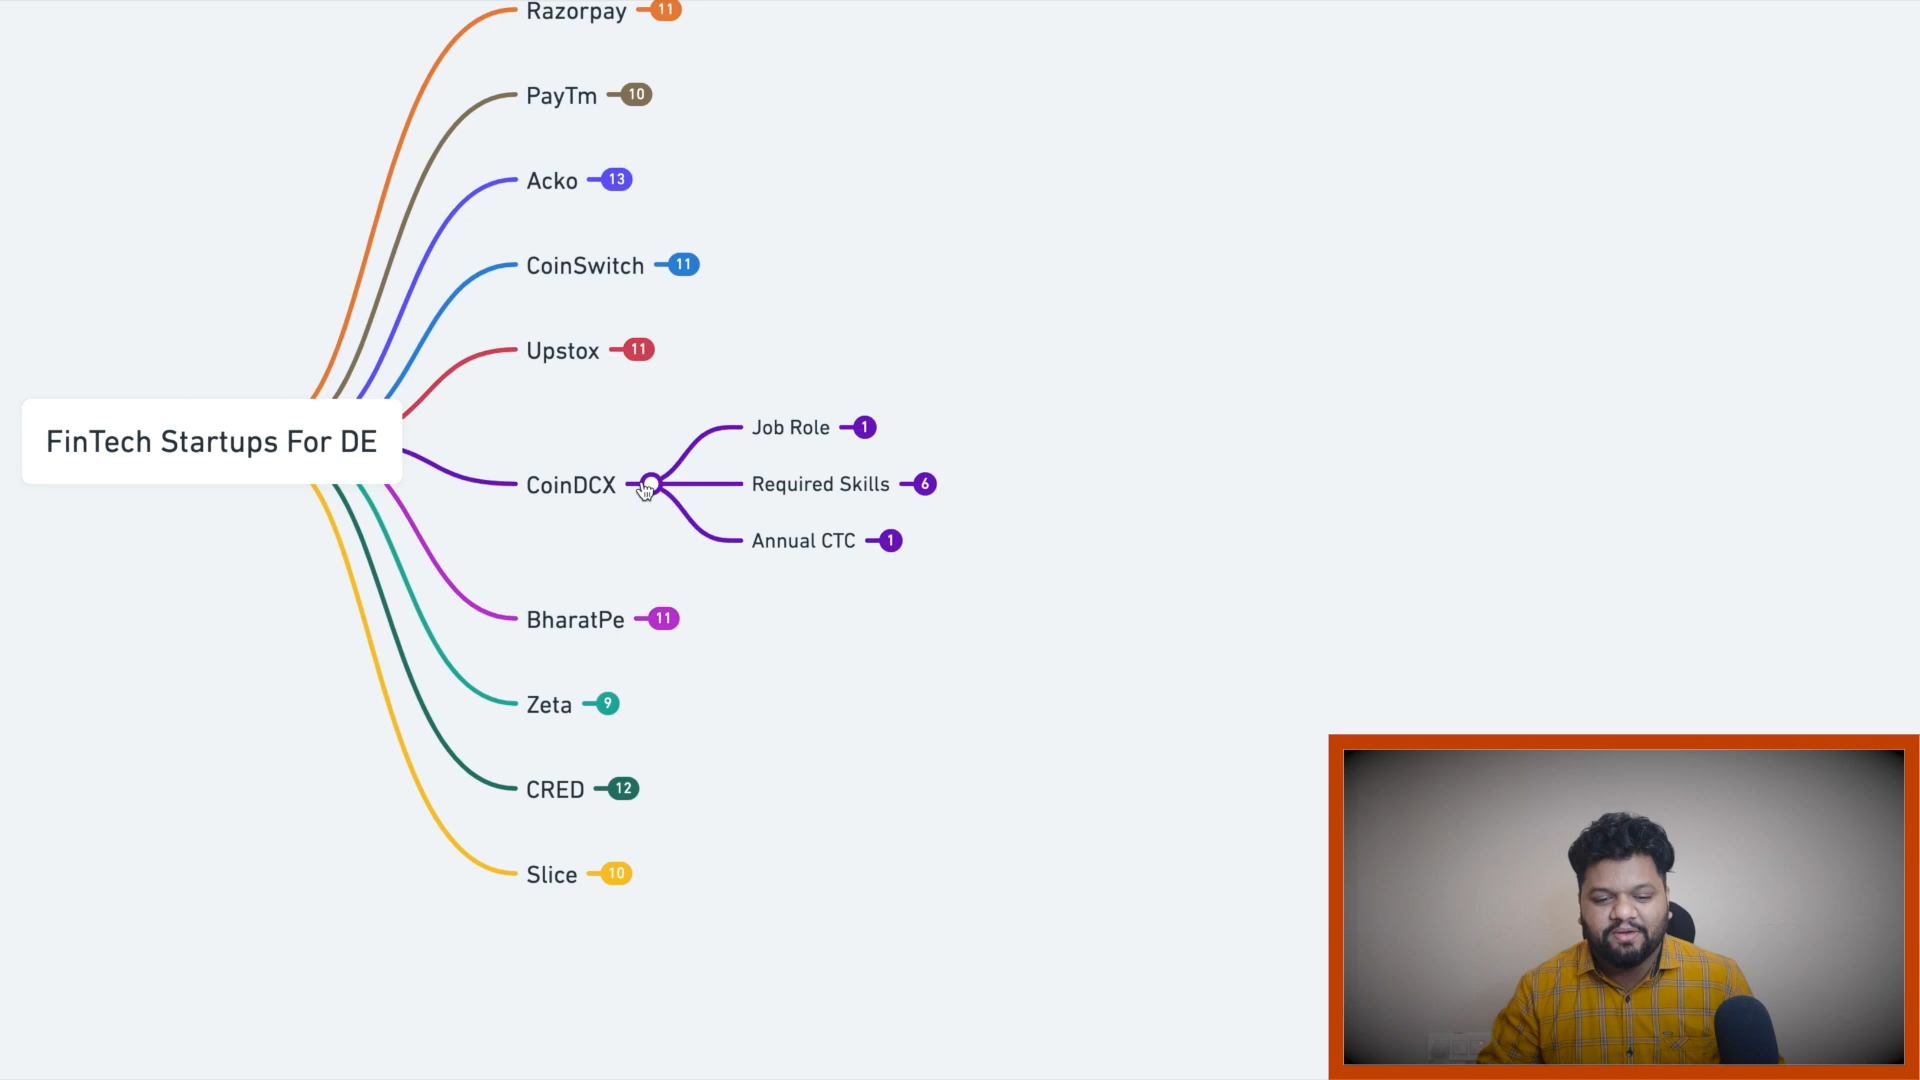 Razorpay 11
PayTm 10
Acko 13
CoinSwitch 11
Upstox 11
FinTech Startups For DE
CoinDCX
Job Role 1
Required Skills 6
Annual CTC 1
BharatPe 11
Zeta 9
CRED 12
Slice 10